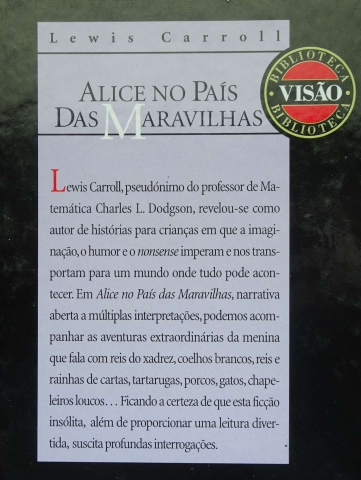 Lewis Carroll
ALICE NO PAÍS
DAS MARAVILHAS
BIBLIOTECA
VISÃO
BIBLIOTECA
Lewis Carroll, pseudónimo do professor de Ma-
temática Charles L. Dodgson, revelou-se como
autor de histórias para crianças em que a imagi-
nação, o humor e o nonsense imperam e nos trans-
portam para um mundo onde tudo pode acon-
tecer. Em Alice no País das Maravilhas, narrativa
aberta a múltiplas interpretações, podemos acom-
panhar as aventuras extraordinárias da menina
que fala com reis do xadrez, coelhos brancos, reis e
rainhas de cartas, tartarugas, porcos, gatos, chape-
leiros loucos... Ficando a certeza de que esta ficção
insólita, além de proporcionar uma leitura diver-
tida, suscita profundas interrogações.